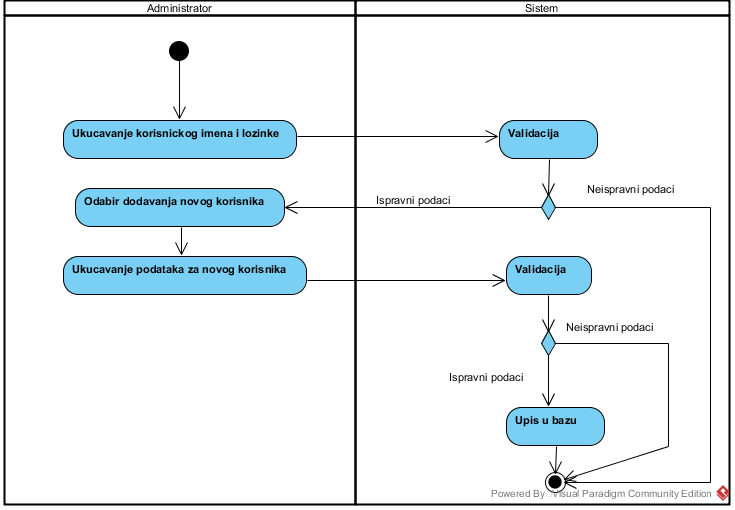 Administrator
Sistem
Ukucavanje korisnickog imena i lozinke
Validacija
Neispravni podaci
Ispravni podaci
Odabir dodavanja novog korisnika
Ukucavanje podataka za novog korisnika
Validacija
Neispravni podaci
Ispravni podaci
Upis u bazu
Powered By Visual Paradigm Community Edition